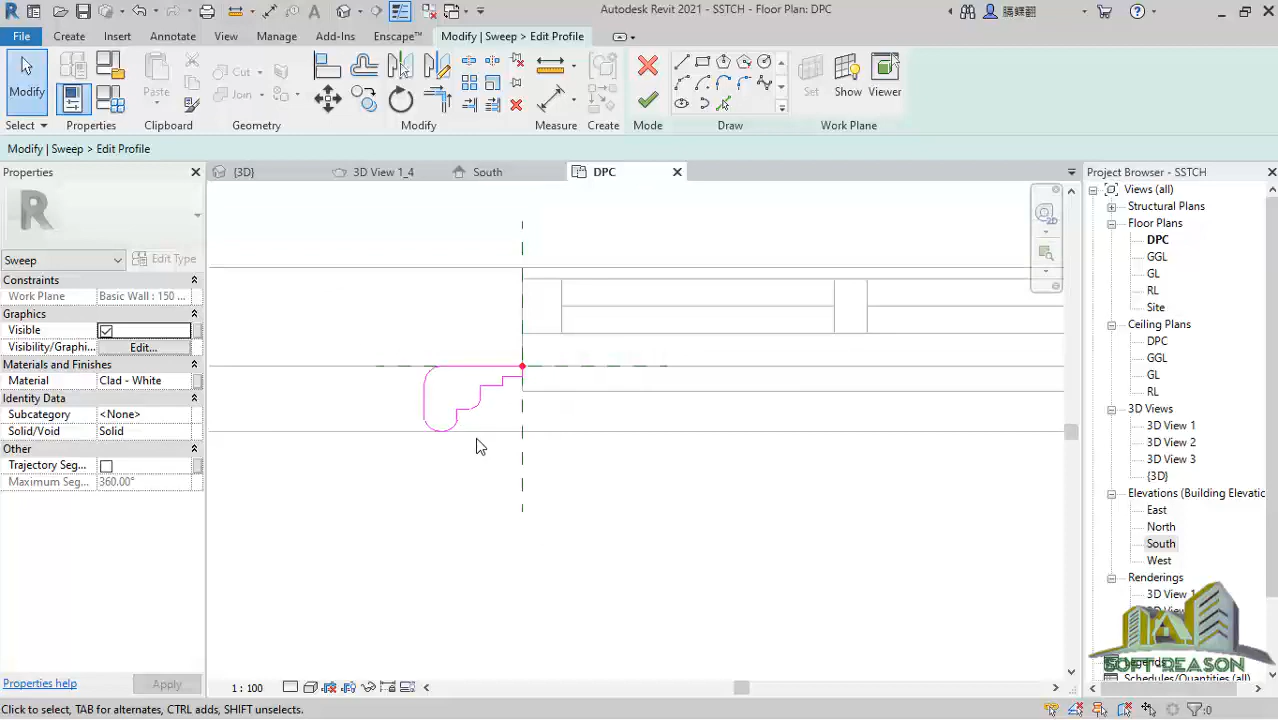 Autodesk Revit 2021 - SSTCH - Floor Plan: DPC
File Create Insert Annotate View Manage Add-Ins Enscape™ Modify | Sweep > Edit Profile
Modify Paste Cut Join Set Show Viewer
Select Properties Clipboard Geometry Modify Measure Create Mode Draw Work Plane
Modify | Sweep > Edit Profile
Properties {3D} 3D View 1_4 South DPC Project Browser - SSTCH
Views (all)
Structural Plans
Floor Plans
DPC
GGL
GL
RL
Site
Ceiling Plans
DPC
GGL
GL
RL
3D Views
3D View 1
3D View 2
3D View 3
{3D}
Elevations (Building Elevatic
East
North
South
West
Renderings
3D View 1
Schedules/Quantities (all)
SOFT REASON
Sweep Edit Type
Constraints
Work Plane Basic Wall : 150 ...
Graphics
Visible
Visibility/Graphi... Edit...
Materials and Finishes
Material Clad - White
Identity Data
Subcategory <None>
Solid/Void Solid
Other
Trajectory Seg...
Maximum Seg... 360.00°
Properties help Apply
1 : 100
Click to select, TAB for alternates, CTRL adds, SHIFT unselects. :0